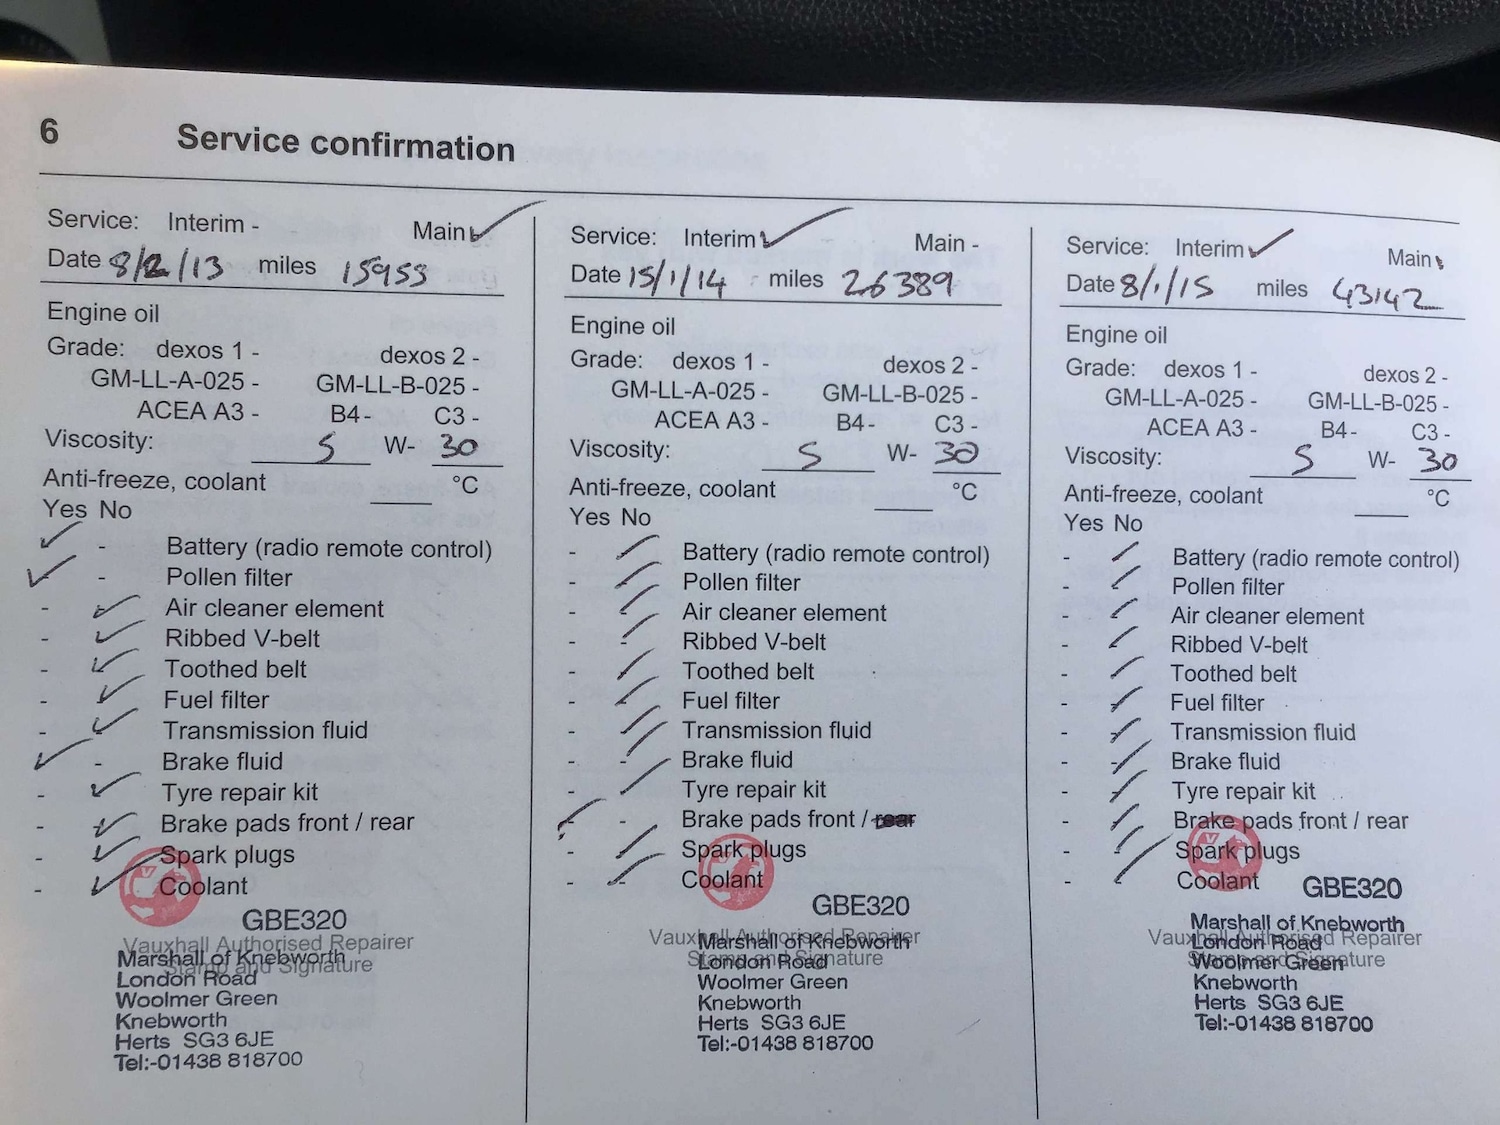 6 Service confirmation
Service: Interim - Main ✓
Date 8/2/13 miles 15953
Engine oil
Grade: dexos 1 - dexos 2 -
GM-LL-A-025 - GM-LL-B-025 -
ACEA A3 - B4- C3 -
Viscosity: 5 W- 30
Anti-freeze, coolant °C
Yes No
✓ - Battery (radio remote control)
✓ - Pollen filter
- ✓ Air cleaner element
- ✓ Ribbed V-belt
- ✓ Toothed belt
- ✓ Fuel filter
- ✓ Transmission fluid
✓ - Brake fluid
- ✓ Tyre repair kit
- ✓ Brake pads front / rear
- ✓ Spark plugs
- ✓ Coolant
GBE320
Vauxhall Authorised Repairer
Stamp and Signature
Marshall of Knebworth
London Road
Woolmer Green
Knebworth
Herts SG3 6JE
Tel:-01438 818700
Service: Interim ✓ Main -
Date 15/1/14 miles 26389
Engine oil
Grade: dexos 1 - dexos 2 -
GM-LL-A-025 - GM-LL-B-025 -
ACEA A3 - B4- C3 -
Viscosity: 5 W- 30
Anti-freeze, coolant °C
Yes No
- ✓ Battery (radio remote control)
- ✓ Pollen filter
- ✓ Air cleaner element
- ✓ Ribbed V-belt
- ✓ Toothed belt
- ✓ Fuel filter
- ✓ Transmission fluid
- ✓ Brake fluid
- ✓ Tyre repair kit
✓ - Brake pads front / rear
- ✓ Spark plugs
- ✓ Coolant
GBE320
Vauxhall Authorised Repairer
Stamp and Signature
Marshall of Knebworth
London Road
Woolmer Green
Knebworth
Herts SG3 6JE
Tel:-01438 818700
Service: Interim ✓ Main
Date 8/1/15 miles 43142
Engine oil
Grade: dexos 1 - dexos 2 -
GM-LL-A-025 - GM-LL-B-025 -
ACEA A3 - B4- C3 -
Viscosity: 5 W- 30
Anti-freeze, coolant °C
Yes No
- ✓ Battery (radio remote control)
- ✓ Pollen filter
- ✓ Air cleaner element
- ✓ Ribbed V-belt
- ✓ Toothed belt
- ✓ Fuel filter
- ✓ Transmission fluid
- ✓ Brake fluid
- ✓ Tyre repair kit
- ✓ Brake pads front / rear
- ✓ Spark plugs
- ✓ Coolant
GBE320
Vauxhall Authorised Repairer
Stamp and Signature
Marshall of Knebworth
London Road
Woolmer Green
Knebworth
Herts SG3 6JE
Tel:-01438 818700